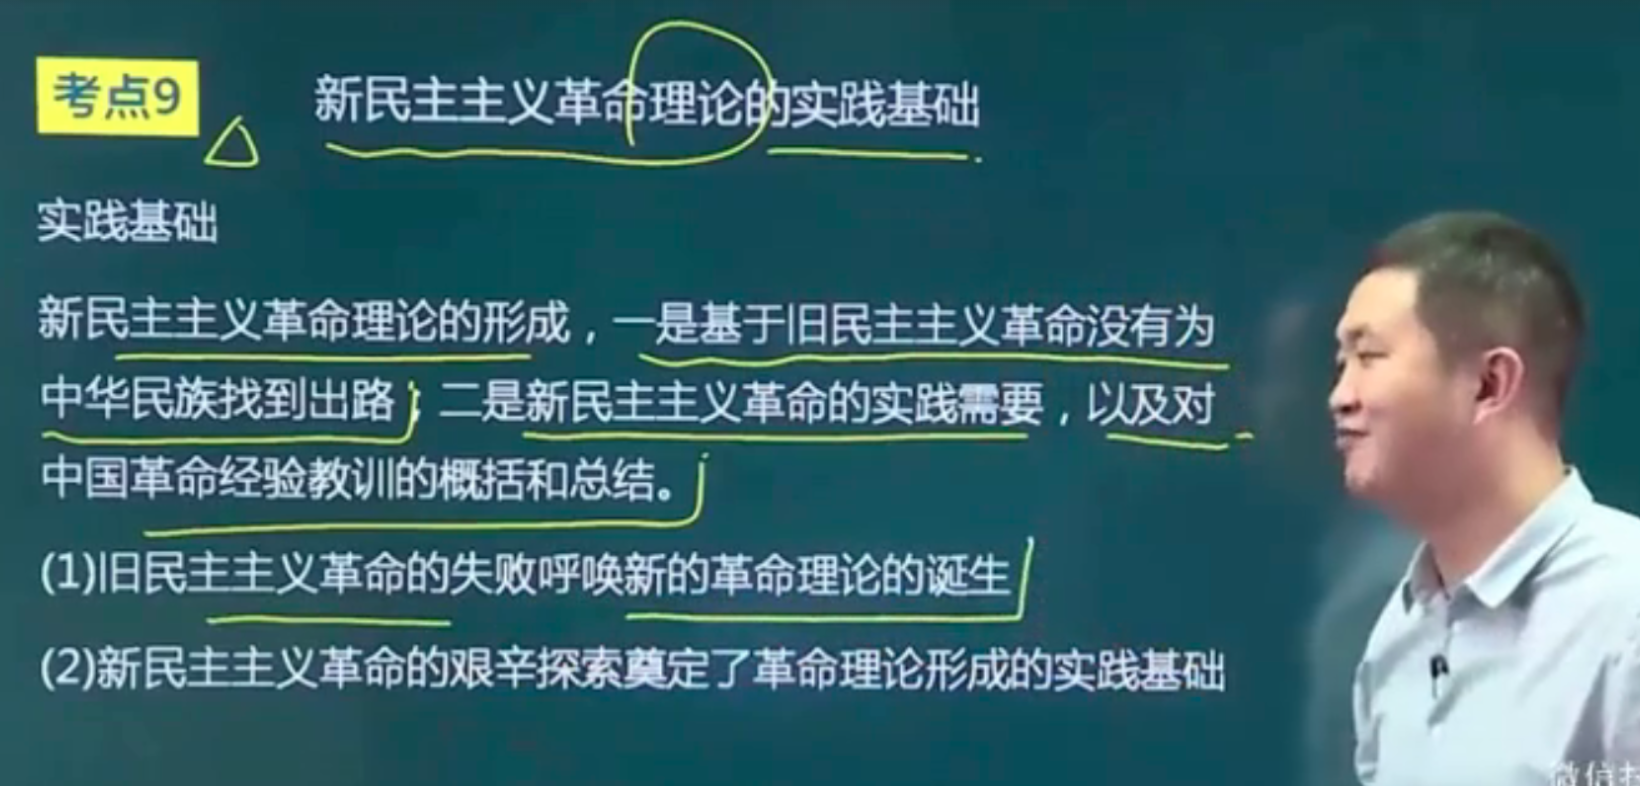 考点9
新民主主义革命理论的实践基础
实践基础
新民主主义革命理论的形成，一是基于旧民主主义革命没有为
中华民族找到出路；二是新民主主义革命的实践需要，以及对
中国革命经验教训的概括和总结。
(1)旧民主主义革命的失败呼唤新的革命理论的诞生
(2)新民主主义革命的艰辛探索奠定了革命理论形成的实践基础
微信扫